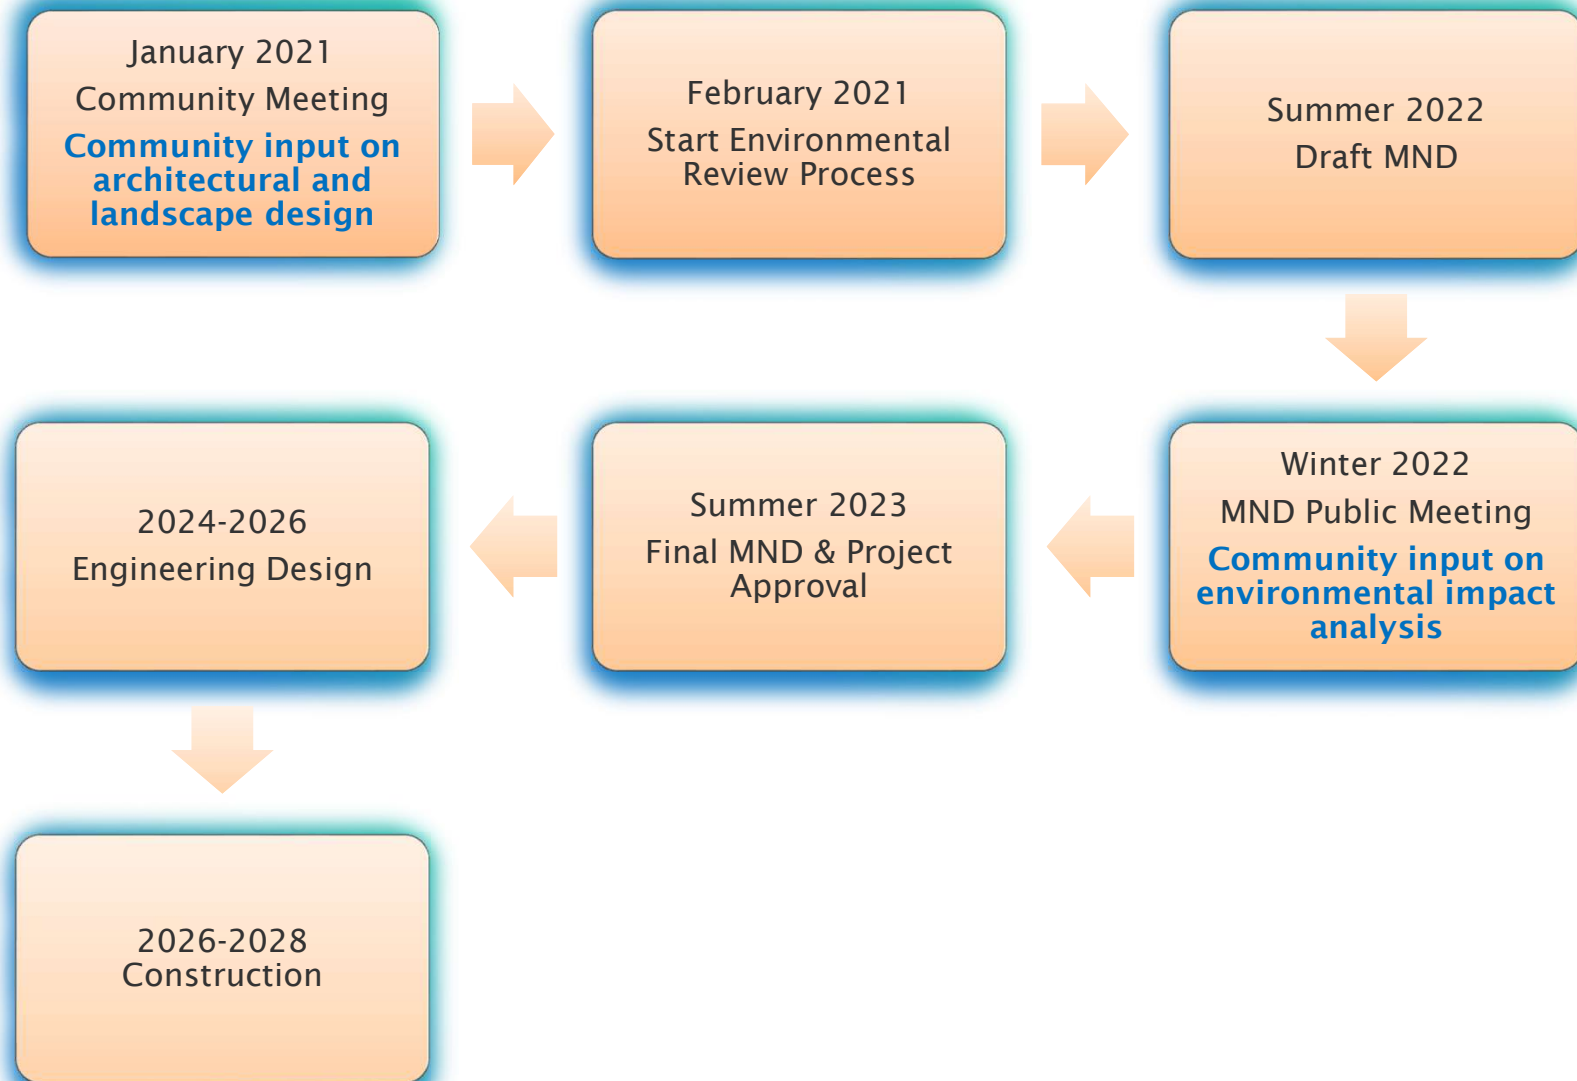 January 2021
Community Meeting
Community input on
architectural and
landscape design
February 2021
Start Environmental
Review Process
Summer 2022
Draft MND
Winter 2022
MND Public Meeting
Community input on
environmental impact
analysis
Summer 2023
Final MND & Project
Approval
2024-2026
Engineering Design
2026-2028
Construction